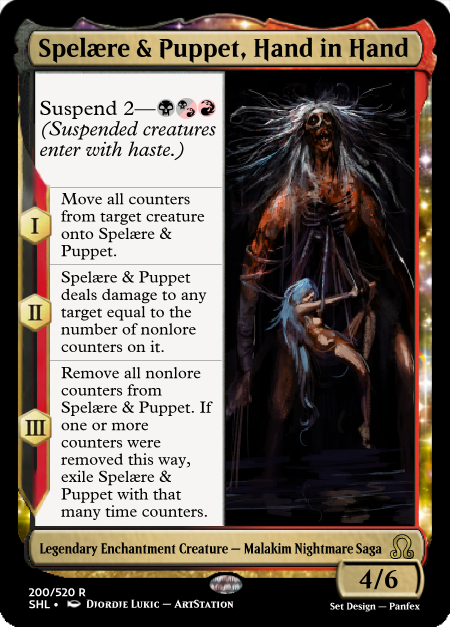 Spelære & Puppet, Hand in Hand
Suspend 2—
(Suspended creatures
enter with haste.)
I
Move all counters
from target creature
onto Spelære &
Puppet.
II
Spelære & Puppet
deals damage to any
target equal to the
number of nonlore
counters on it.
III
Remove all nonlore
counters from
Spelære & Puppet. If
one or more
counters were
removed this way,
exile Spelære &
Puppet with that
many time counters.
Legendary Enchantment Creature — Malakim Nightmare Saga
4/6
200/520 R
SHL • Djordje Lukic — ArtStation
Set Design — Panfex